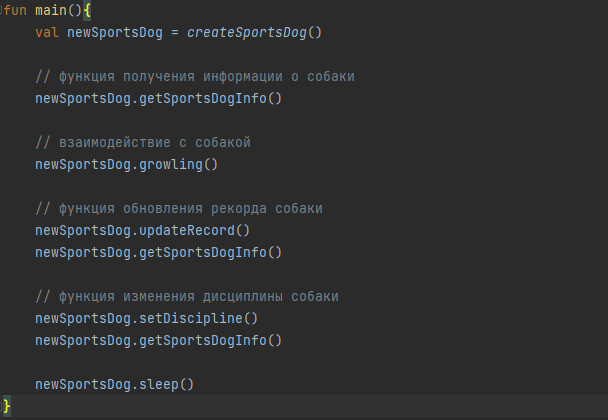 fun main(){
val newSportsDog = createSportsDog()
// функция получения информации о собаки
newSportsDog.getSportsDogInfo()
// взаимодействие с собакой
newSportsDog.growling()
// функция обновления рекорда собаки
newSportsDog.updateRecord()
newSportsDog.getSportsDogInfo()
// функция изменения дисциплины собаки
newSportsDog.setDiscipline()
newSportsDog.getSportsDogInfo()
newSportsDog.sleep()
}